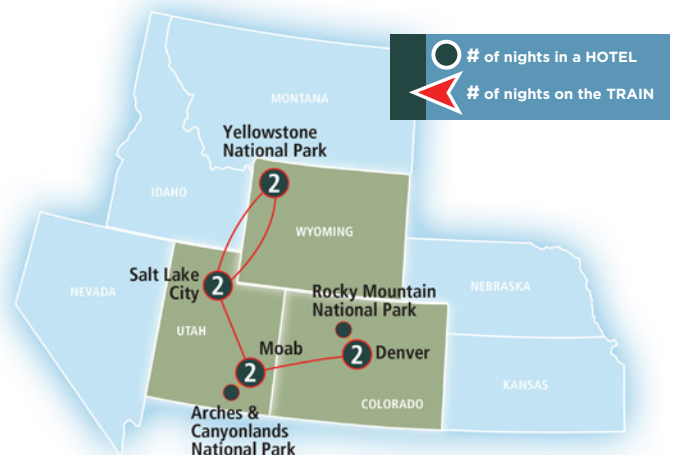 # of nights in a HOTEL
# of nights on the TRAIN
MONTANA
Yellowstone
National Park
2
IDAHO
WYOMING
Salt Lake
City
2
NEVADA
Rocky Mountain
National Park
NEBRASKA
UTAH
Moab
2
2
Denver
KANSAS
COLORADO
Arches &
Canyonlands
National Park